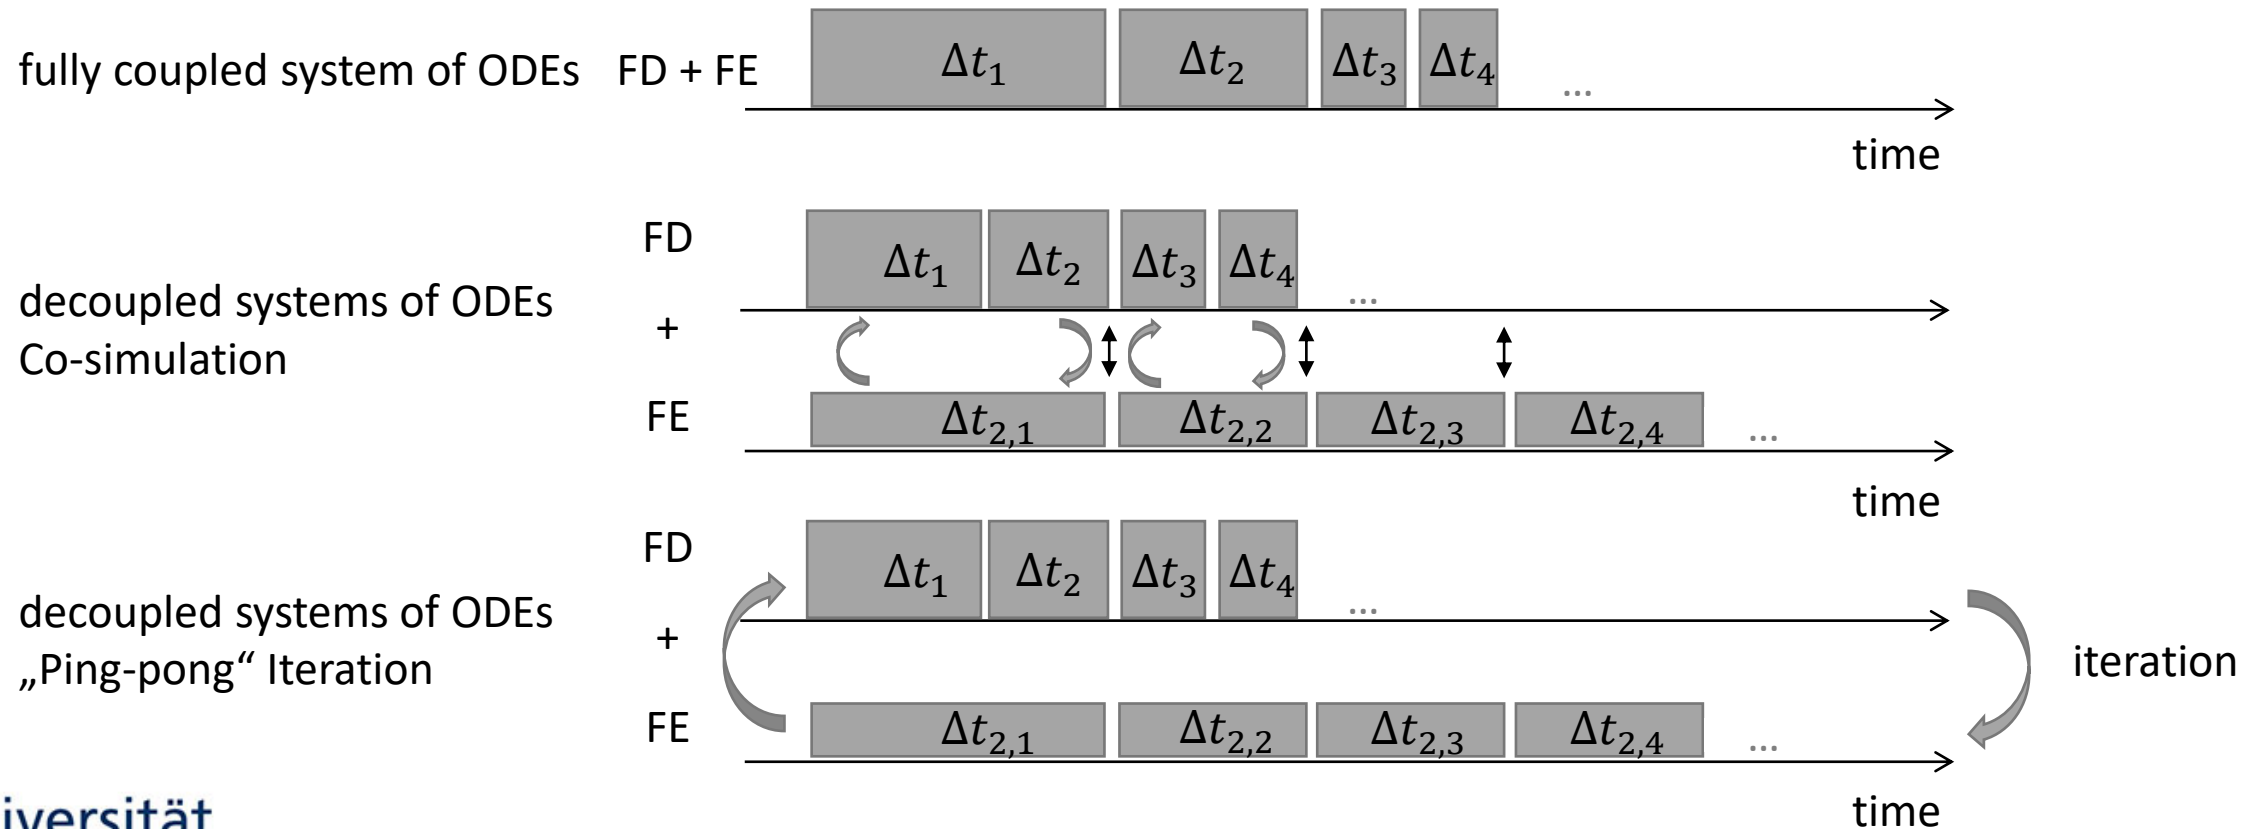 fully coupled system of ODEs FD + FE Δt₁ Δt₂ Δt₃ Δt₄ ...
time
FD Δt₁ Δt₂ Δt₃ Δt₄ ...
decoupled systems of ODEs
+
Co-simulation
FE Δt₂,₁ Δt₂,₂ Δt₂,₃ Δt₂,₄ ...
time
FD Δt₁ Δt₂ Δt₃ Δt₄ ...
decoupled systems of ODEs
+
„Ping-pong“ Iteration
iteration
FE Δt₂,₁ Δt₂,₂ Δt₂,₃ Δt₂,₄ ...
time
iversität